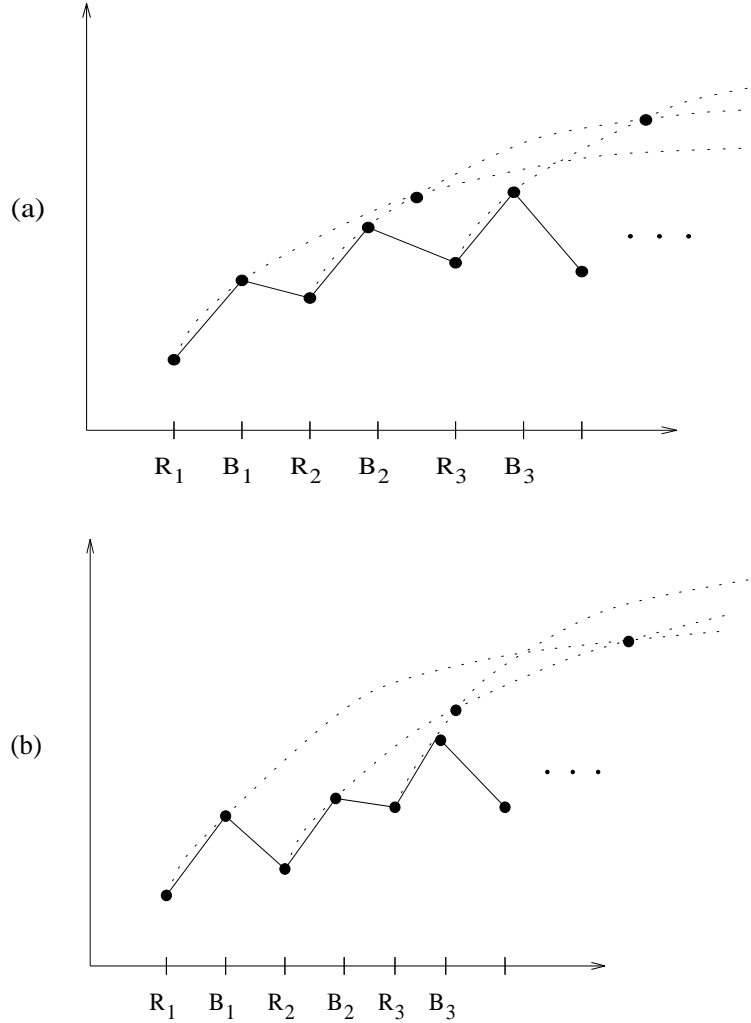 (a)
. . .
R1 B1 R2 B2 R3 B3
(b)
. . .
R1 B1 R2 B2 R3 B3